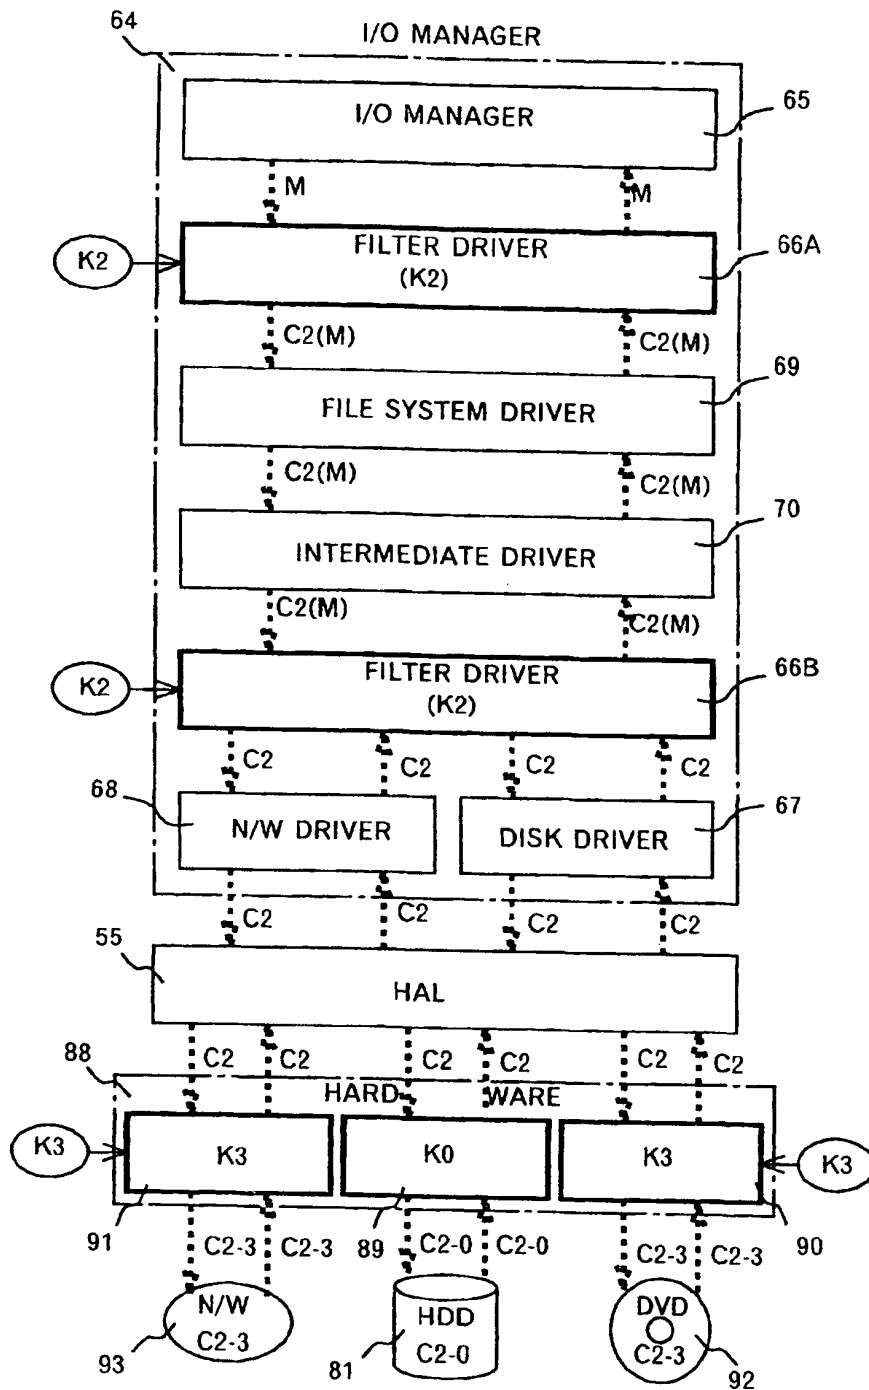 64
I/O MANAGER
I/O MANAGER
65
M
M
K2
FILTER DRIVER
(K2)
66A
C2(M)
C2(M)
69
FILE SYSTEM DRIVER
C2(M)
C2(M)
70
INTERMEDIATE DRIVER
C2(M)
C2(M)
K2
FILTER DRIVER
(K2)
66B
C2
C2
C2
C2
68
N/W DRIVER
DISK DRIVER
67
C2
C2
C2
C2
55
HAL
C2
C2
C2
C2
C2
C2
88
HARD WARE
K3
K3
K0
K3
K3
91
89
90
C2-3
C2-3
C2-0
C2-0
C2-3
C2-3
N/W
C2-3
93
HDD
C2-0
81
DVD
C2-3
92